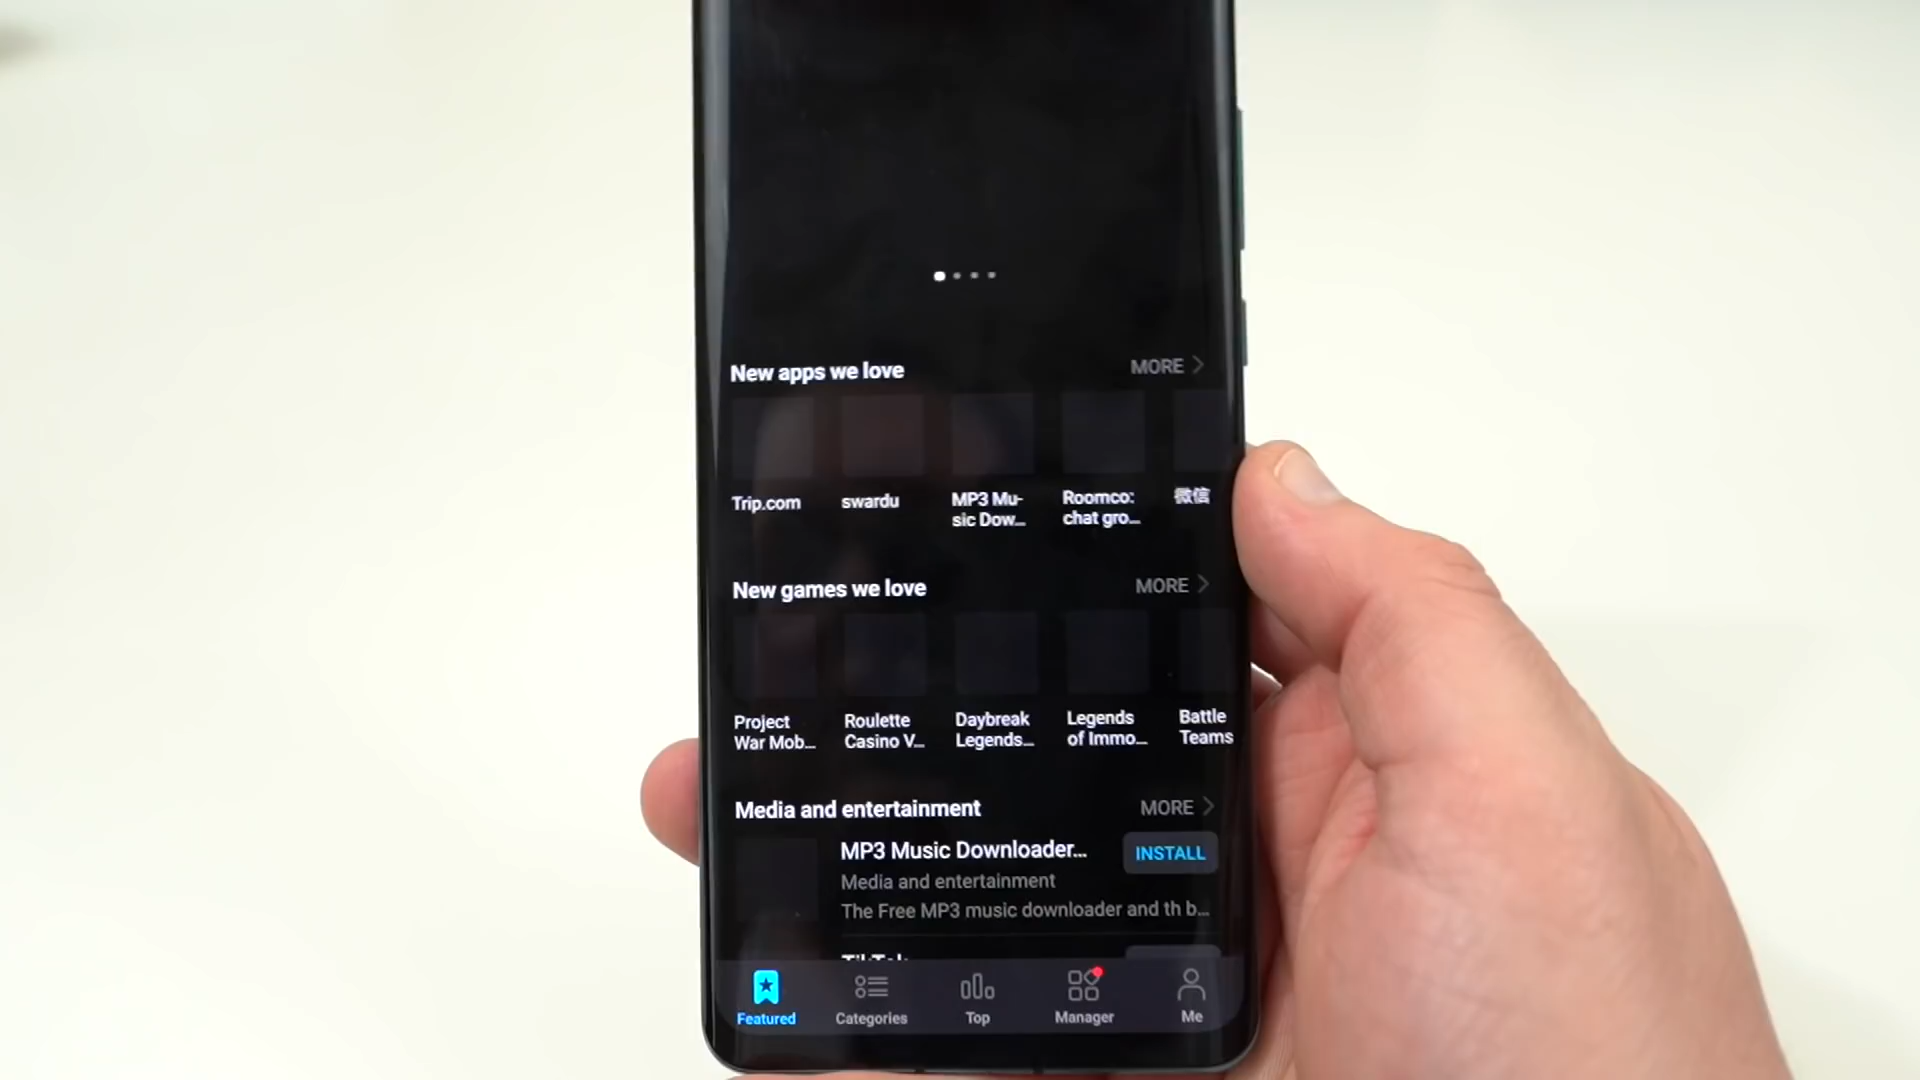 New apps we love
MORE
Trip.com
swardu
MP3 Mu-
sic Dow...
Roomco:
chat gro...
微信
New games we love
MORE
Project
War Mob...
Roulette
Casino V...
Daybreak
Legends...
Legends
of Immo...
Battle
Teams
Media and entertainment
MORE
MP3 Music Downloader...
INSTALL
Media and entertainment
The Free MP3 music downloader and th b...
TikTok
Featured
Categories
Top
Manager
Me